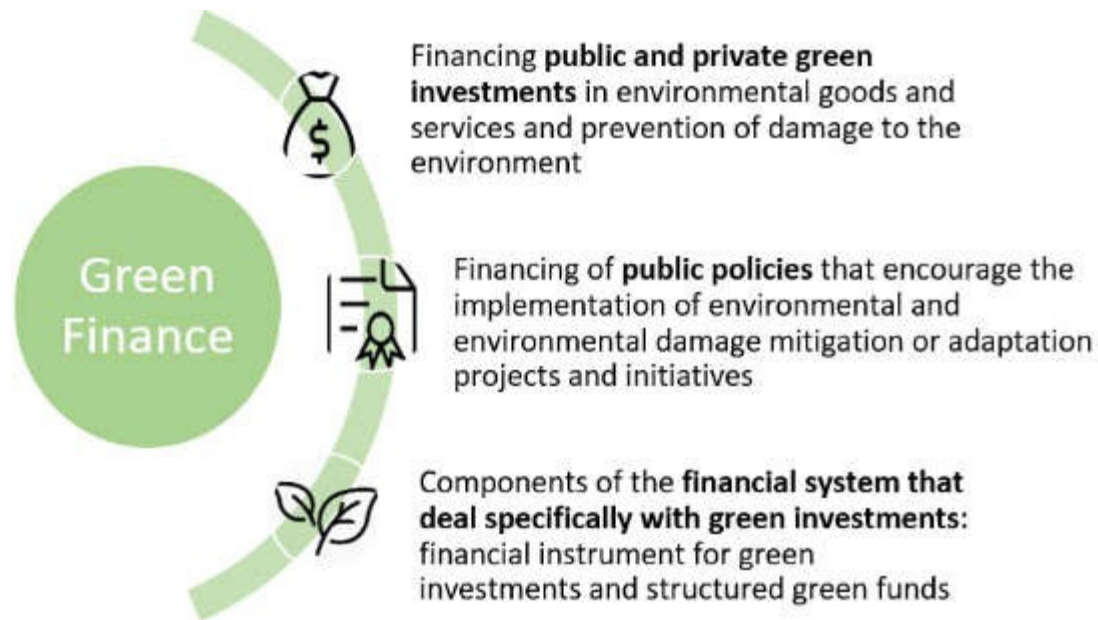 Green
Finance
$
Financing public and private green
investments in environmental goods and
services and prevention of damage to the
environment
Financing of public policies that encourage the
implementation of environmental and
environmental damage mitigation or adaptation
projects and initiatives
Components of the financial system that
deal specifically with green investments:
financial instrument for green
investments and structured green funds